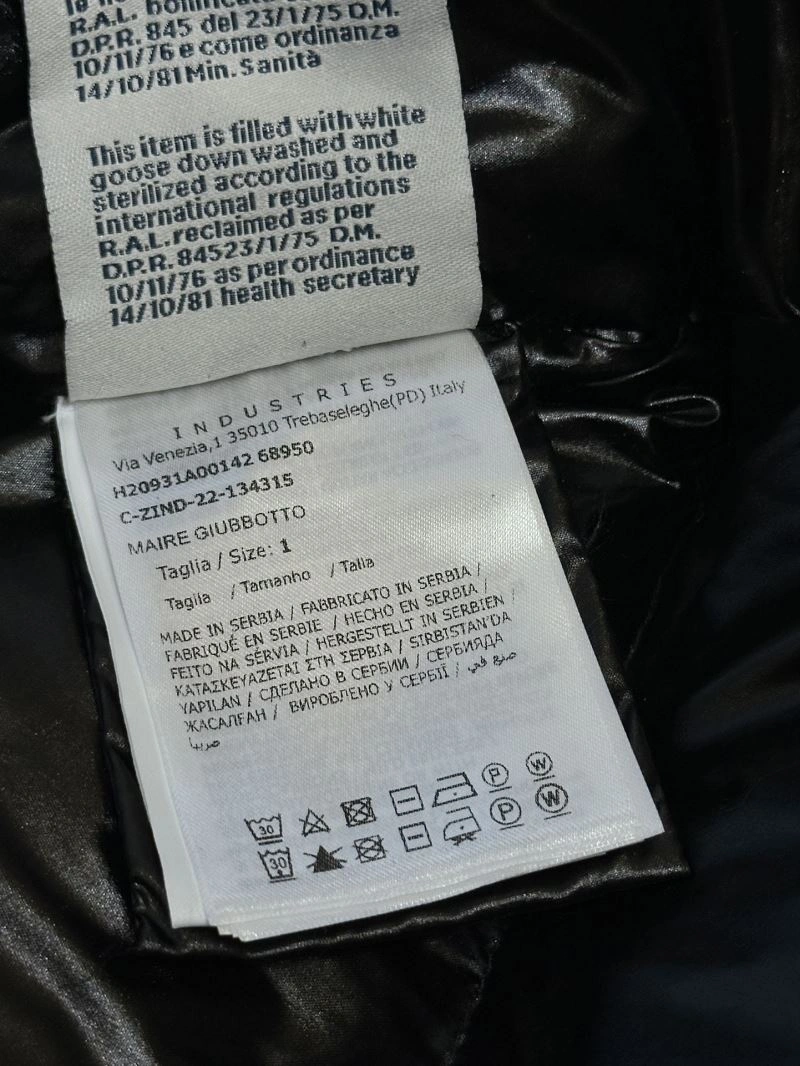 R.A.L. bonificato
D.P.R. 845 del 23/1/75 D.M.
10/11/76 e come ordinanza
14/10/81 Min. Sanità
This item is filled with white
goose down washed and
sterilized according to the
international regulations
R.A.L. reclaimed as per
D.P.R. 84523/1/75 D.M.
10/11/76 as per ordinance
14/10/81 health secretary
INDUSTRIES
Via Venezia,1 35010 Trebaseleghe(PD) Italy
H20931A00142 68950
C-ZIND-22-134315
MAIRE GIUBBOTTO
Taglia / Size: 1
Taglia / Tamanho / Talla
MADE IN SERBIA / FABBRICATO IN SERBIA /
FABRIQUÉ EN SERBIE / HECHO EN SERBIA /
FEITO NA SÉRVIA / HERGESTELLT IN SERBIEN /
ΚΑΤΑΣΚΕΥΑΖΕΤΑΙ ΣΤΗ ΣΕΡΒΙΑ / SIRBISTAN'DA
YAPILAN / СДЕЛАНО В СЕРБИИ / СЕРБИЯДА
ЖАСАЛҒАН / ВИРОБЛЕНО У СЕРБІЇ / صنع في
صربيا
30 P W
30 P W